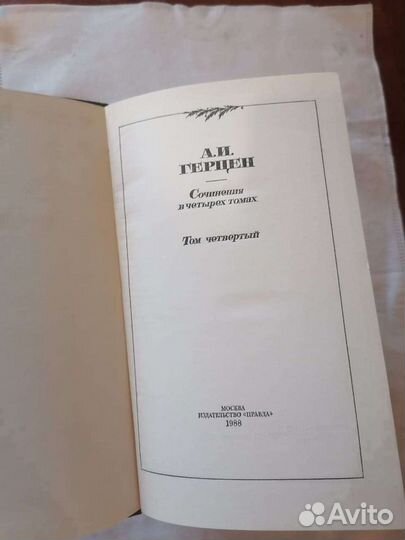 А.И.
ГЕРЦЕН
Сочинения
в четырех томах
Том четвертый
МОСКВА
ИЗДАТЕЛЬСТВО «ПРАВДА»
1988
Avito